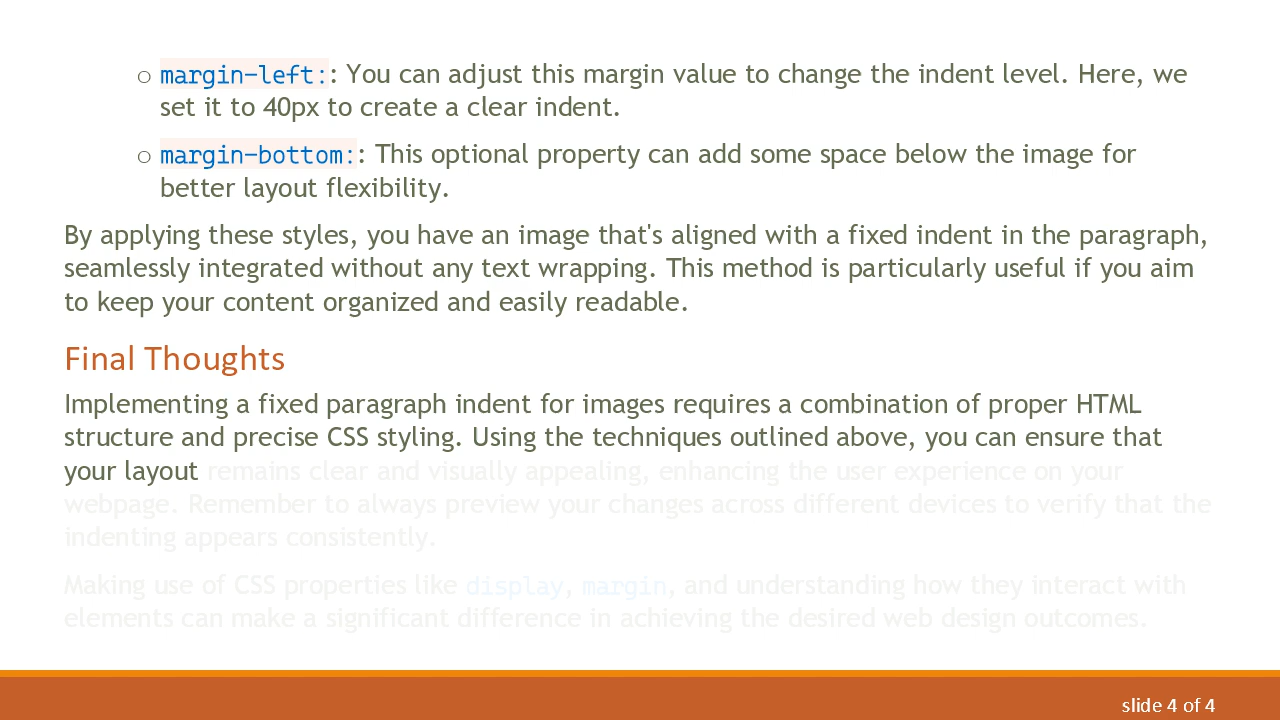 ○ margin-left:: You can adjust this margin value to change the indent level. Here, we
set it to 40px to create a clear indent.
○ margin-bottom:: This optional property can add some space below the image for
better layout flexibility.
By applying these styles, you have an image that's aligned with a fixed indent in the paragraph,
seamlessly integrated without any text wrapping. This method is particularly useful if you aim
to keep your content organized and easily readable.
Final Thoughts
Implementing a fixed paragraph indent for images requires a combination of proper HTML
structure and precise CSS styling. Using the techniques outlined above, you can ensure that
your layout remains clear and visually appealing, enhancing the user experience on your
webpage. Remember to always preview your changes across different devices to verify that the
indenting appears consistently.
Making use of CSS properties like display, margin, and understanding how they interact with
elements can make a significant difference in achieving the desired web design outcomes.
slide 4 of 4